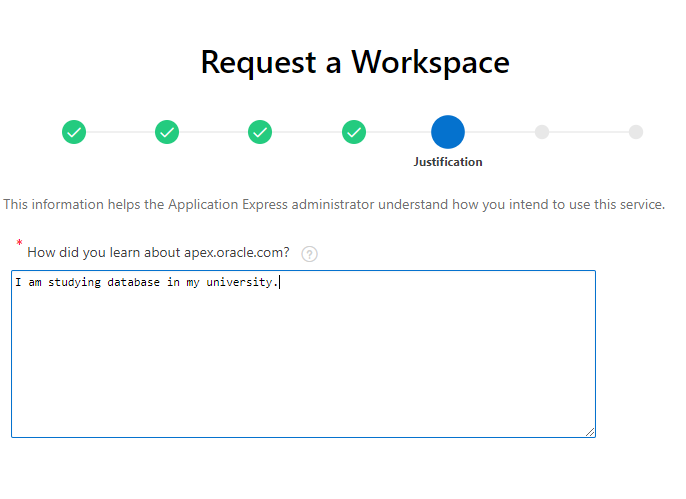 Request a Workspace
Justification
This information helps the Application Express administrator understand how you intend to use this service.
* How did you learn about apex.oracle.com? ?
I am studying database in my university.